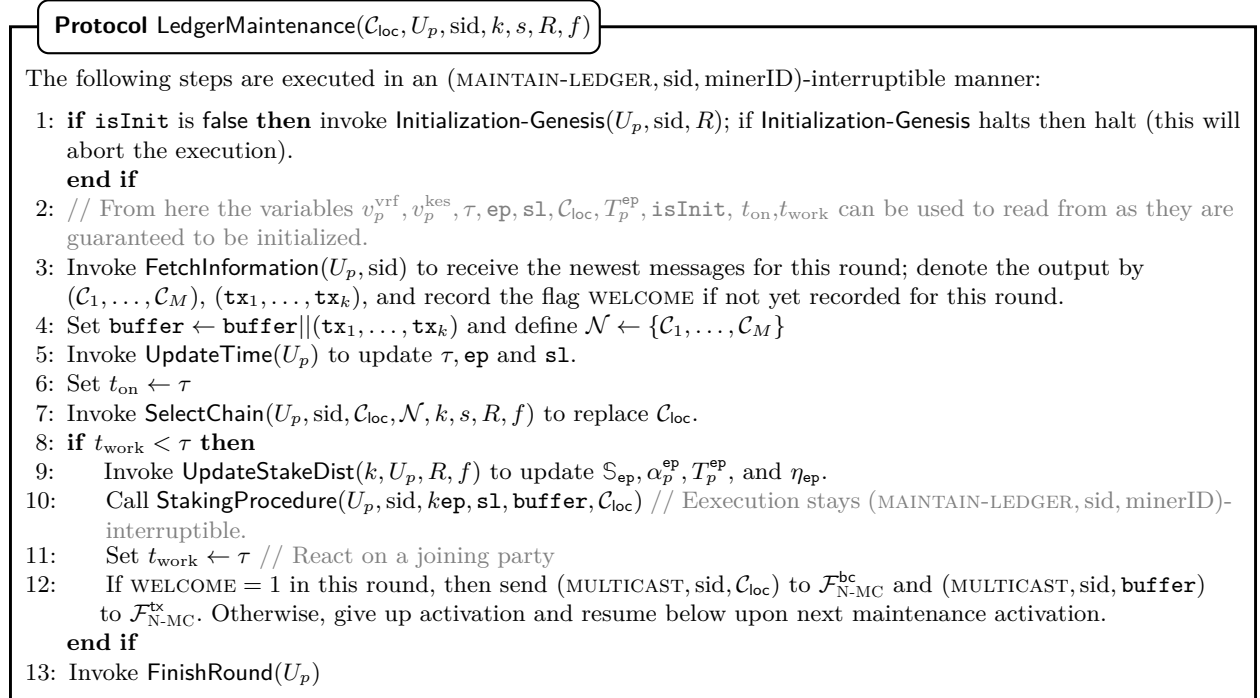 Protocol LedgerMaintenance(𝒞_loc, U_p, sid, k, s, R, f)
The following steps are executed in an (MAINTAIN-LEDGER, sid, minerID)-interruptible manner:
1: if isInit is false then invoke Initialization-Genesis(U_p, sid, R); if Initialization-Genesis halts then halt (this will
abort the execution).
end if
2: // From here the variables v_p^vrf, v_p^kes, τ, ep, sl, 𝒞_loc, T_p^ep, isInit, t_on,t_work can be used to read from as they are
guaranteed to be initialized.
3: Invoke FetchInformation(U_p, sid) to receive the newest messages for this round; denote the output by
(𝒞_1, …, 𝒞_M), (tx_1, …, tx_k), and record the flag WELCOME if not yet recorded for this round.
4: Set buffer ← buffer||(tx_1, …, tx_k) and define 𝒩 ← {𝒞_1, …, 𝒞_M}
5: Invoke UpdateTime(U_p) to update τ, ep and sl.
6: Set t_on ← τ
7: Invoke SelectChain(U_p, sid, 𝒞_loc, 𝒩, k, s, R, f) to replace 𝒞_loc.
8: if t_work < τ then
9: Invoke UpdateStakeDist(k, U_p, R, f) to update 𝕊_ep, α_p^ep, T_p^ep, and η_ep.
10: Call StakingProcedure(U_p, sid, kep, sl, buffer, 𝒞_loc) // Eexecution stays (MAINTAIN-LEDGER, sid, minerID)-
interruptible.
11: Set t_work ← τ // React on a joining party
12: If WELCOME = 1 in this round, then send (MULTICAST, sid, 𝒞_loc) to ℱ_N-MC^bc and (MULTICAST, sid, buffer)
to ℱ_N-MC^tx. Otherwise, give up activation and resume below upon next maintenance activation.
end if
13: Invoke FinishRound(U_p)